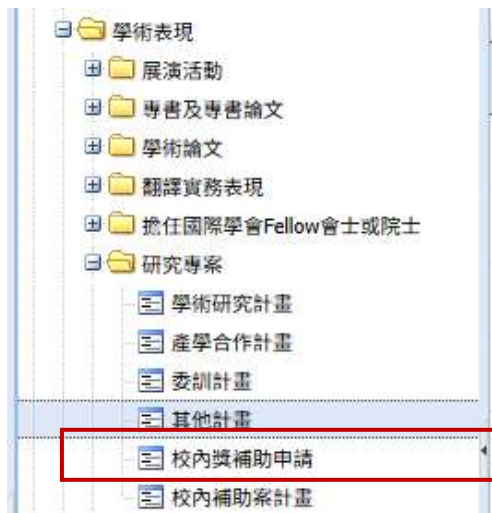 學術表現
展演活動
專書及專書論文
學術論文
翻譯實務表現
擔任國際學會Fellow會士或院士
研究專案
學術研究計畫
產學合作計畫
委訓計畫
其他計畫
校內獎補助申請
校內補助案計畫